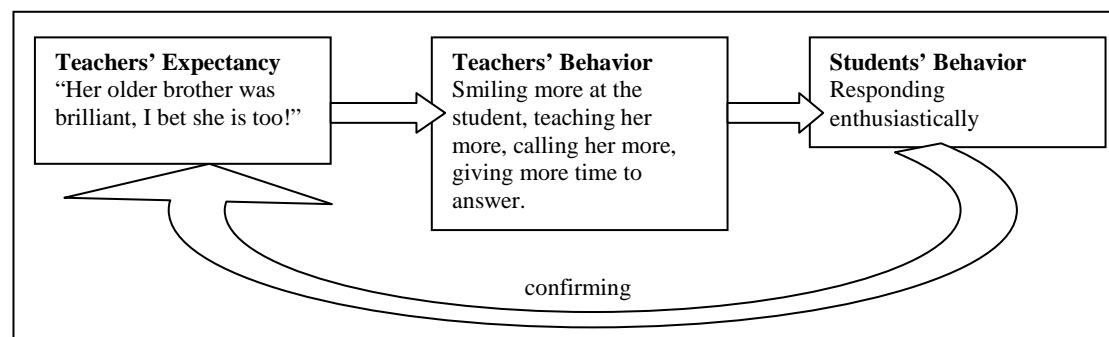 Teachers’ Expectancy
“Her older brother was
brilliant, I bet she is too!”
Teachers’ Behavior
Smiling more at the
student, teaching her
more, calling her more,
giving more time to
answer.
Students’ Behavior
Responding
enthusiastically
confirming